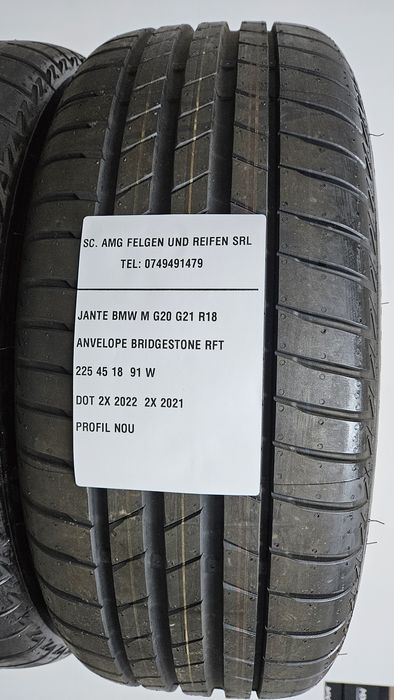 SC. AMG FELGEN UND REIFEN SRL
TEL: 0749491479
JANTE BMW M G20 G21 R18
ANVELOPE BRIDGESTONE RFT
225 45 18 91 W
DOT 2X 2022 2X 2021
PROFIL NOU